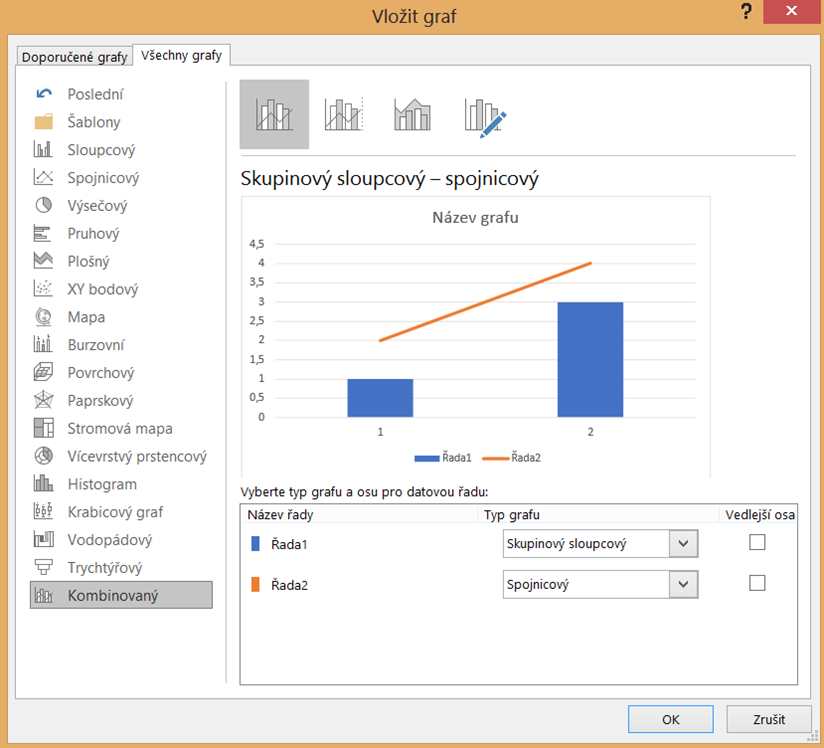 Vložit graf
?
Doporučené grafy
Všechny grafy
Poslední
Šablony
Sloupcový
Spojnicový
Výsečový
Pruhový
Plošný
XY bodový
Mapa
Burzovní
Povrchový
Paprskový
Stromová mapa
Vícevrstvý prstencový
Histogram
Krabicový graf
Vodopádový
Trychtýřový
Kombinovaný
Skupinový sloupcový – spojnicový
Název grafu
4,5
4
3,5
3
2,5
2
1,5
1
0,5
0
1 2
Řada1 Řada2
Vyberte typ grafu a osu pro datovou řadu:
Název řady Typ grafu Vedlejší osa
Řada1 Skupinový sloupcový
Řada2 Spojnicový
OK Zrušit